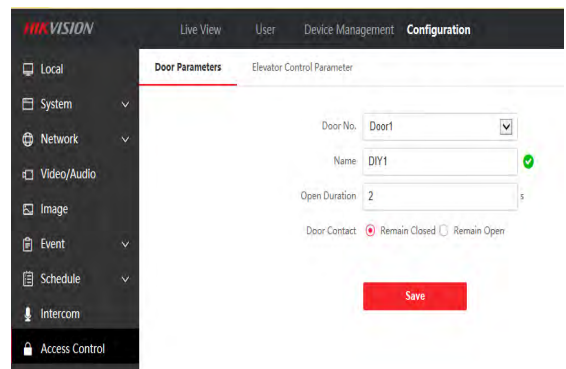 HIKVISION Live View User Device Management Configuration
Local
System
Network
Video/Audio
Image
Event
Schedule
Intercom
Access Control
Door Parameters Elevator Control Parameter
Door No. Door1
Name DIY1
Open Duration 2 s
Door Contact Remain Closed Remain Open
Save